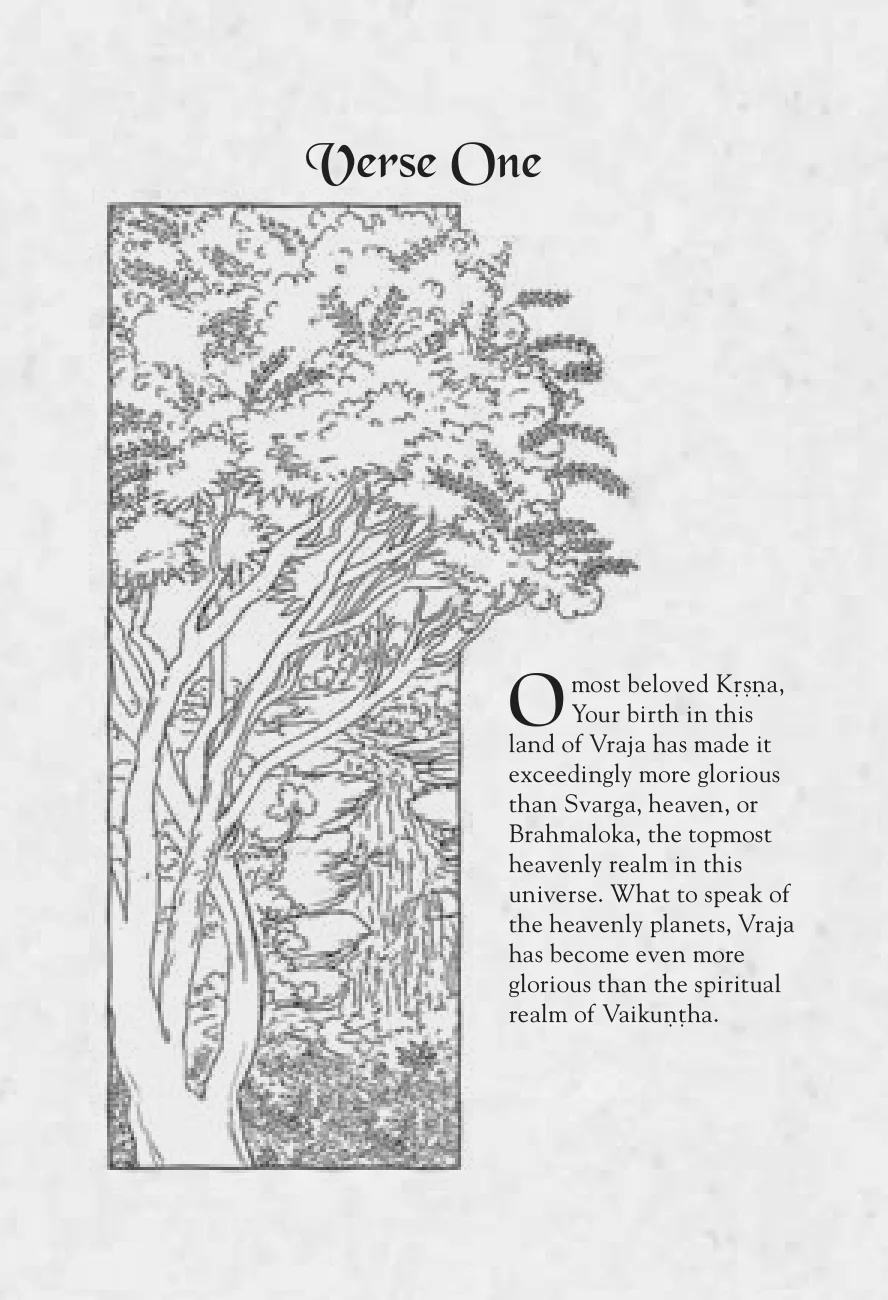 Verse One
O most beloved Kṛṣṇa,
Your birth in this
land of Vraja has made it
exceedingly more glorious
than Svarga, heaven, or
Brahmaloka, the topmost
heavenly realm in this
universe. What to speak of
the heavenly planets, Vraja
has become even more
glorious than the spiritual
realm of Vaikuṇṭha.